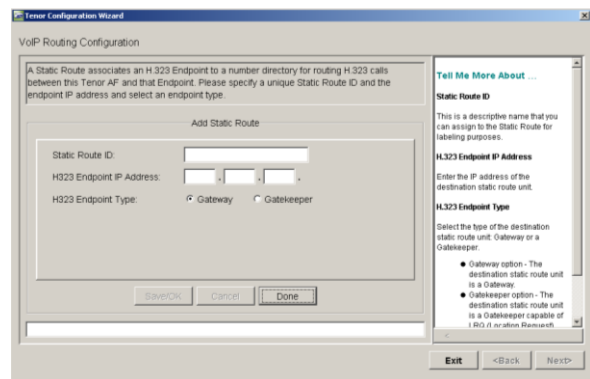 Tenor Configuration Wizard
VoIP Routing Configuration
A Static Route associates an H.323 Endpoint to a number directory for routing H.323 calls
between this Tenor AF and that Endpoint. Please specify a unique Static Route ID and the
endpoint IP address and select an endpoint type.
Add Static Route
Static Route ID:
H323 Endpoint IP Address:
H323 Endpoint Type:
Gateway
Gatekeeper
Save/OK
Cancel
Done
Tell Me More About ...
Static Route ID
This is a descriptive name that you
can assign to the Static Route for
labeling purposes.
H.323 Endpoint IP Address
Enter the IP address of the
destination static route unit.
H.323 Endpoint Type
Select the type of the destination
static route unit: Gateway or a
Gatekeeper.
● Gateway option - The
destination static route unit
is a Gateway.
● Gatekeeper option - The
destination static route unit
is a Gatekeeper capable of
LRQ (Location Request)
Exit
<Back
Next>